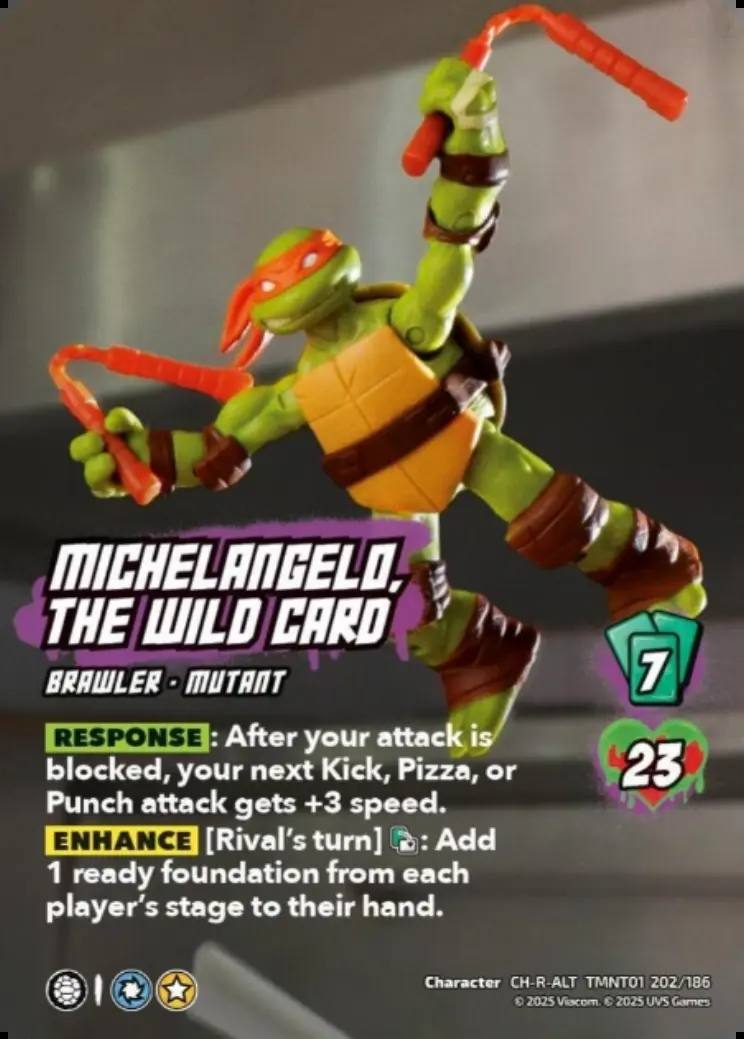 MICHELANGELO,
THE WILD CARD
BRAWLER · MUTANT
7
RESPONSE : After your attack is
blocked, your next Kick, Pizza, or
Punch attack gets +3 speed.
23
ENHANCE [Rival's turn] : Add
1 ready foundation from each
player's stage to their hand.
Character CH-R-ALT TMNT01 202/186
© 2025 Viacom. © 2025 UVS Games